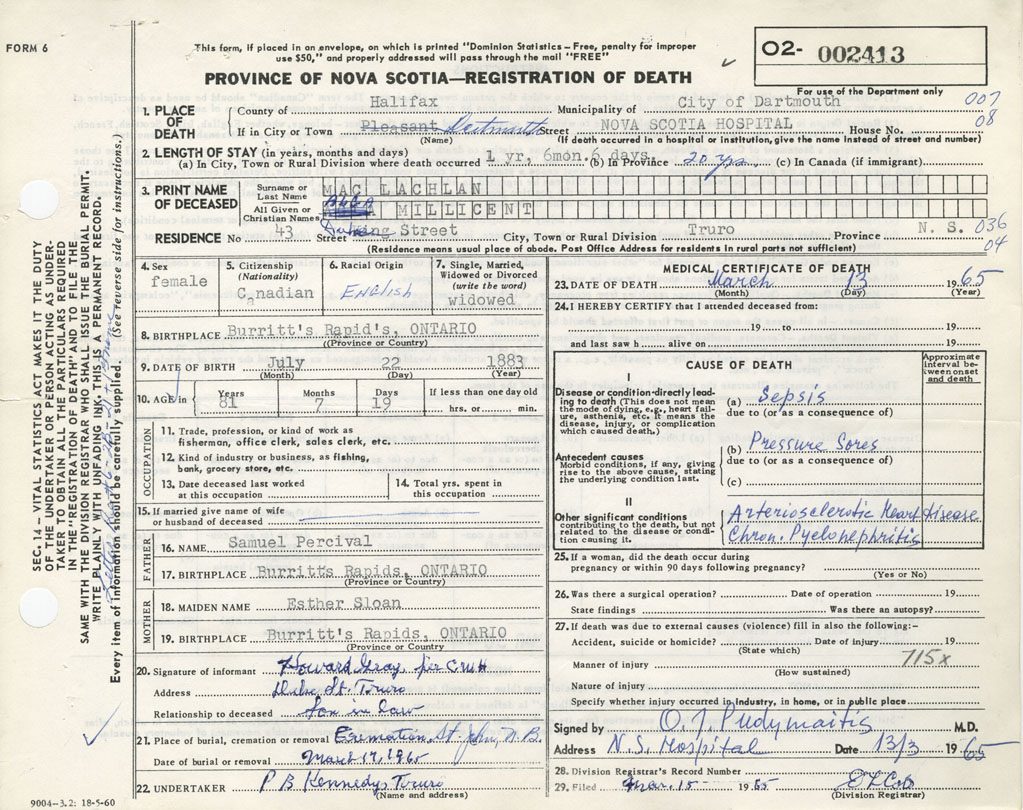 FORM 6
This form, if placed in an envelope, on which is printed "Dominion Statistics – Free, penalty for improper
use $50," and properly addressed will pass through the mail "FREE"
PROVINCE OF NOVA SCOTIA—REGISTRATION OF DEATH
O2- 002413
For use of the Department only
007
08
1. PLACE OF DEATH
County of Halifax Municipality of City of Dartmouth
If in City or Town Pleasant Dartmouth Street NOVA SCOTIA HOSPITAL House No.
(Name) (If death occurred in a hospital or institution, give the name instead of street and number)
2. LENGTH OF STAY (in years, months and days)
(a) In City, Town or Rural Division where death occurred 1 yr, 6mon.6 days (b) In Province 20 yrs (c) In Canada (if immigrant)
3. PRINT NAME OF DECEASED
Surname or Last Name MAC LACHLAN
All Given or Christian Names MILLICENT
RESIDENCE No 43 Street King Street City, Town or Rural Division Truro Province N. S.
036
04
(Residence means usual place of abode. Post Office Address for residents in rural parts not sufficient)
4. Sex
female
5. Citizenship
(Nationality)
Canadian
6. Racial Origin
ENGLISH
7. Single, Married,
Widowed or Divorced
(write the word)
widowed
8. BIRTHPLACE Burritt's Rapid's, ONTARIO
(Province or Country)
9. DATE OF BIRTH July 22 1883
(Month) (Day) (Year)
10. AGE in
Years 81
Months 7
Days 19
If less than one day old
hrs. or min.
OCCUPATION
11. Trade, profession, or kind of work as
fisherman, office clerk, sales clerk, etc.
12. Kind of industry or business, as fishing,
bank, grocery store, etc.
13. Date deceased last worked
at this occupation
14. Total yrs. spent in
this occupation
15. If married give name of wife
or husband of deceased
FATHER
16. NAME Samuel Percival
17. BIRTHPLACE Burritts Rapids, ONTARIO
(Province or Country)
MOTHER
18. MAIDEN NAME Esther Sloan
19. BIRTHPLACE Burritt's Rapids, ONTARIO
(Province or Country
20. Signature of informant Howard Gray per CMH
Address Duke St. Truro
Relationship to deceased Son in law
21. Place of burial, cremation or removal Cremation, St John, N.B.
Date of burial or removal March 17, 1965
22. UNDERTAKER P B Kennedy, Truro
(Name and address)
9004–3.2: 18-5-60
MEDICAL CERTIFICATE OF DEATH
23. DATE OF DEATH March 13 1965
(Month) (Day) (Year)
24. I HEREBY CERTIFY that I attended deceased from:
19 to 19
and last saw h alive on 19
CAUSE OF DEATH
Approximate
interval be-
tween onset
and death
I
Disease or condition directly lead-
ing to death (This does not mean
the mode of dying, e.g., heart fail-
ure, asthenia, etc. It means the
disease, injury, or complication
which caused death.)
(a) Sepsis
due to (or as a consequence of)
Antecedent causes
Morbid conditions, if any, giving
rise to the above cause, stating
the underlying condition last.
(b) Pressure Sores
due to (or as a consequence of)
(c)
II
Other significant conditions
contributing to the death, but not
related to the disease or condi-
tion causing it.
Arteriosclerotic Heart disease
Chron. Pyelonephritis
25. If a woman, did the death occur during
pregnancy or within 90 days following pregnancy?
(Yes or No)
26. Was there a surgical operation? Date of operation 19
State findings Was there an autopsy?
27. If death was due to external causes (violence) fill in also the following:-
Accident, suicide or homicide? Date of injury 19
(State which)
715x
Manner of injury
(How sustained)
Nature of injury
Specify whether injury occurred in industry, in home, or in public place
Signed by O. J. Pudymaitis M.D.
Address N.S. Hospital Date 13/3 1965
28. Division Registrar's Record Number
29. Filed Mar. 15 1965
(Division Registrar)
SEC. 14 – VITAL STATISTICS ACT MAKES IT THE DUTY
OF THE UNDERTAKER OR PERSON ACTING AS UNDER-
TAKER TO OBTAIN ALL THE PARTICULARS REQUIRED
IN THE "REGISTRATION OF DEATH" AND TO FILE THE
SAME WITH THE DIVISION REGISTRAR WHO SHALL ISSUE THE BURIAL PERMIT.
WRITE PLAINLY WITH UNFADING INK. THIS IS A PERMANENT RECORD.
Every item of information should be carefully supplied. (See reverse side for instructions.)